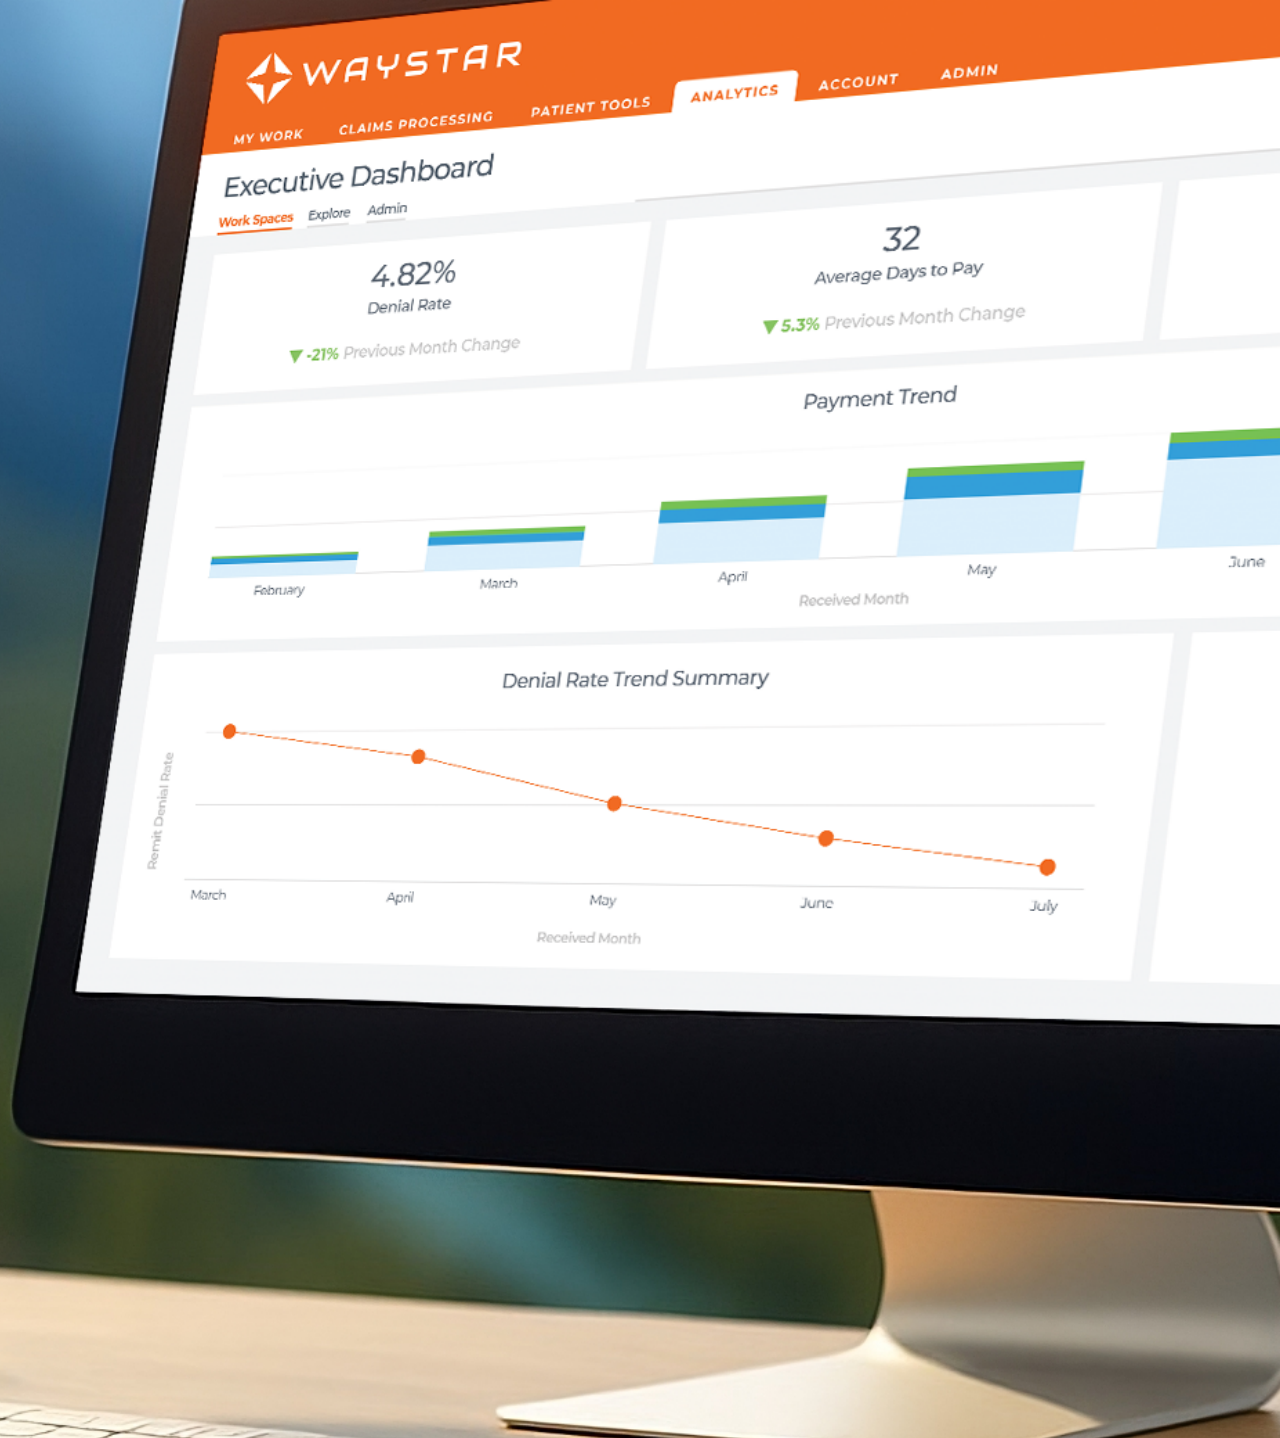 WAYSTAR
MY WORK CLAIMS PROCESSING PATIENT TOOLS ANALYTICS ACCOUNT ADMIN
Executive Dashboard
Work Spaces Explore Admin
4.82%
Denial Rate
▼ -21% Previous Month Change
32
Average Days to Pay
▼ 5.3% Previous Month Change
Payment Trend
February March April May June
Received Month
Denial Rate Trend Summary
Remit Denial Rate
March April May June July
Received Month